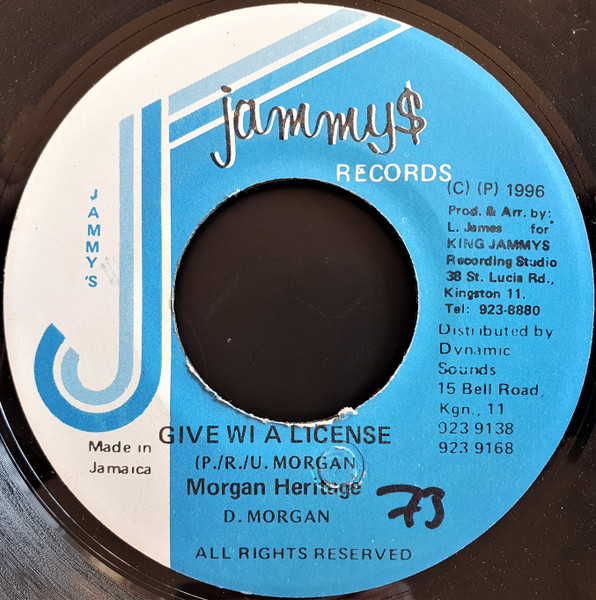 jammy$
RECORDS
JAMMY'S
(C) (P) 1996
Prod. & Arr. by:
L. James for
KING JAMMYS
Recording Studio
38 St. Lucia Rd.,
Kingston 11.
Tel: 923-8880
Distributed by
Dynamic
Sounds
15 Bell Road,
Kgn., 11
923 9138
923 9168
Made in
Jamaica
GIVE WI A LICENSE
(P./R./U. MORGAN
Morgan Heritage
D. MORGAN
73
ALL RIGHTS RESERVED